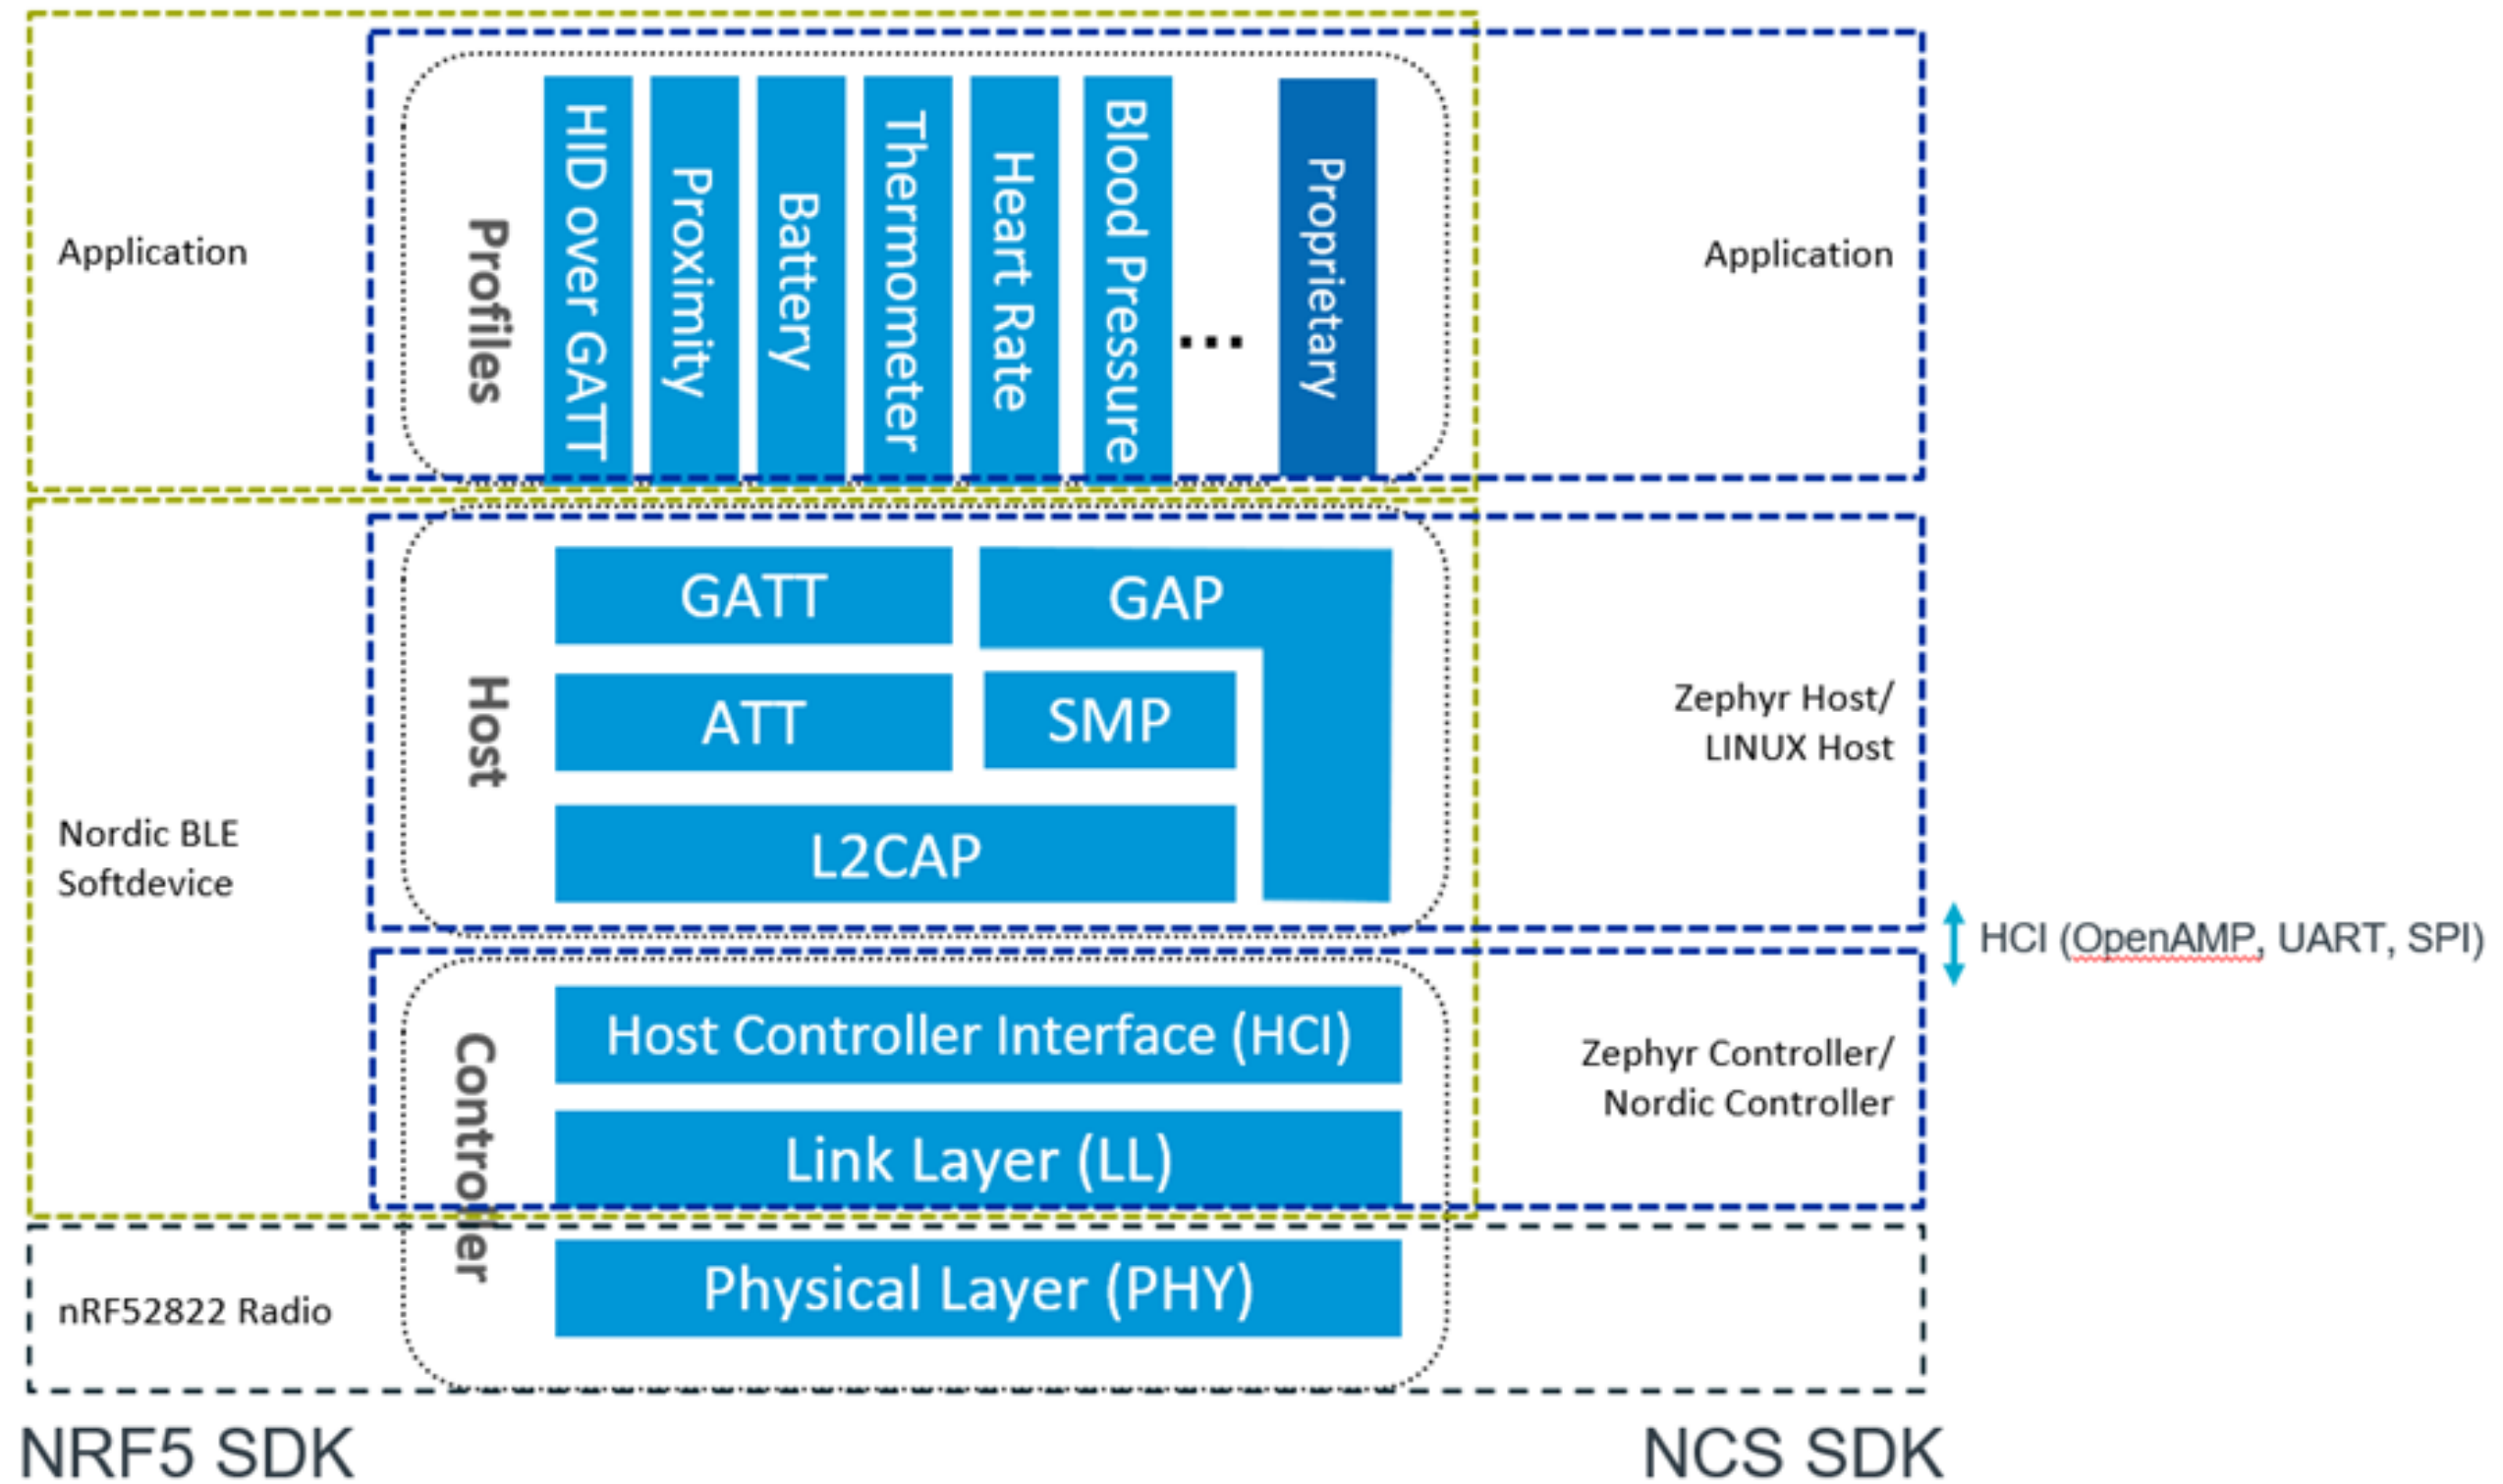 Application
Profiles
HID over GATT
Proximity
Battery
Thermometer
Heart Rate
Blood Pressure
...
Proprietary
Application
Nordic BLE
Softdevice
Host
GATT
GAP
ATT
SMP
L2CAP
Zephyr Host/
LINUX Host
HCI (OpenAMP, UART, SPI)
Controller
Host Controller Interface (HCI)
Link Layer (LL)
Zephyr Controller/
Nordic Controller
nRF52822 Radio
Physical Layer (PHY)
NRF5 SDK
NCS SDK